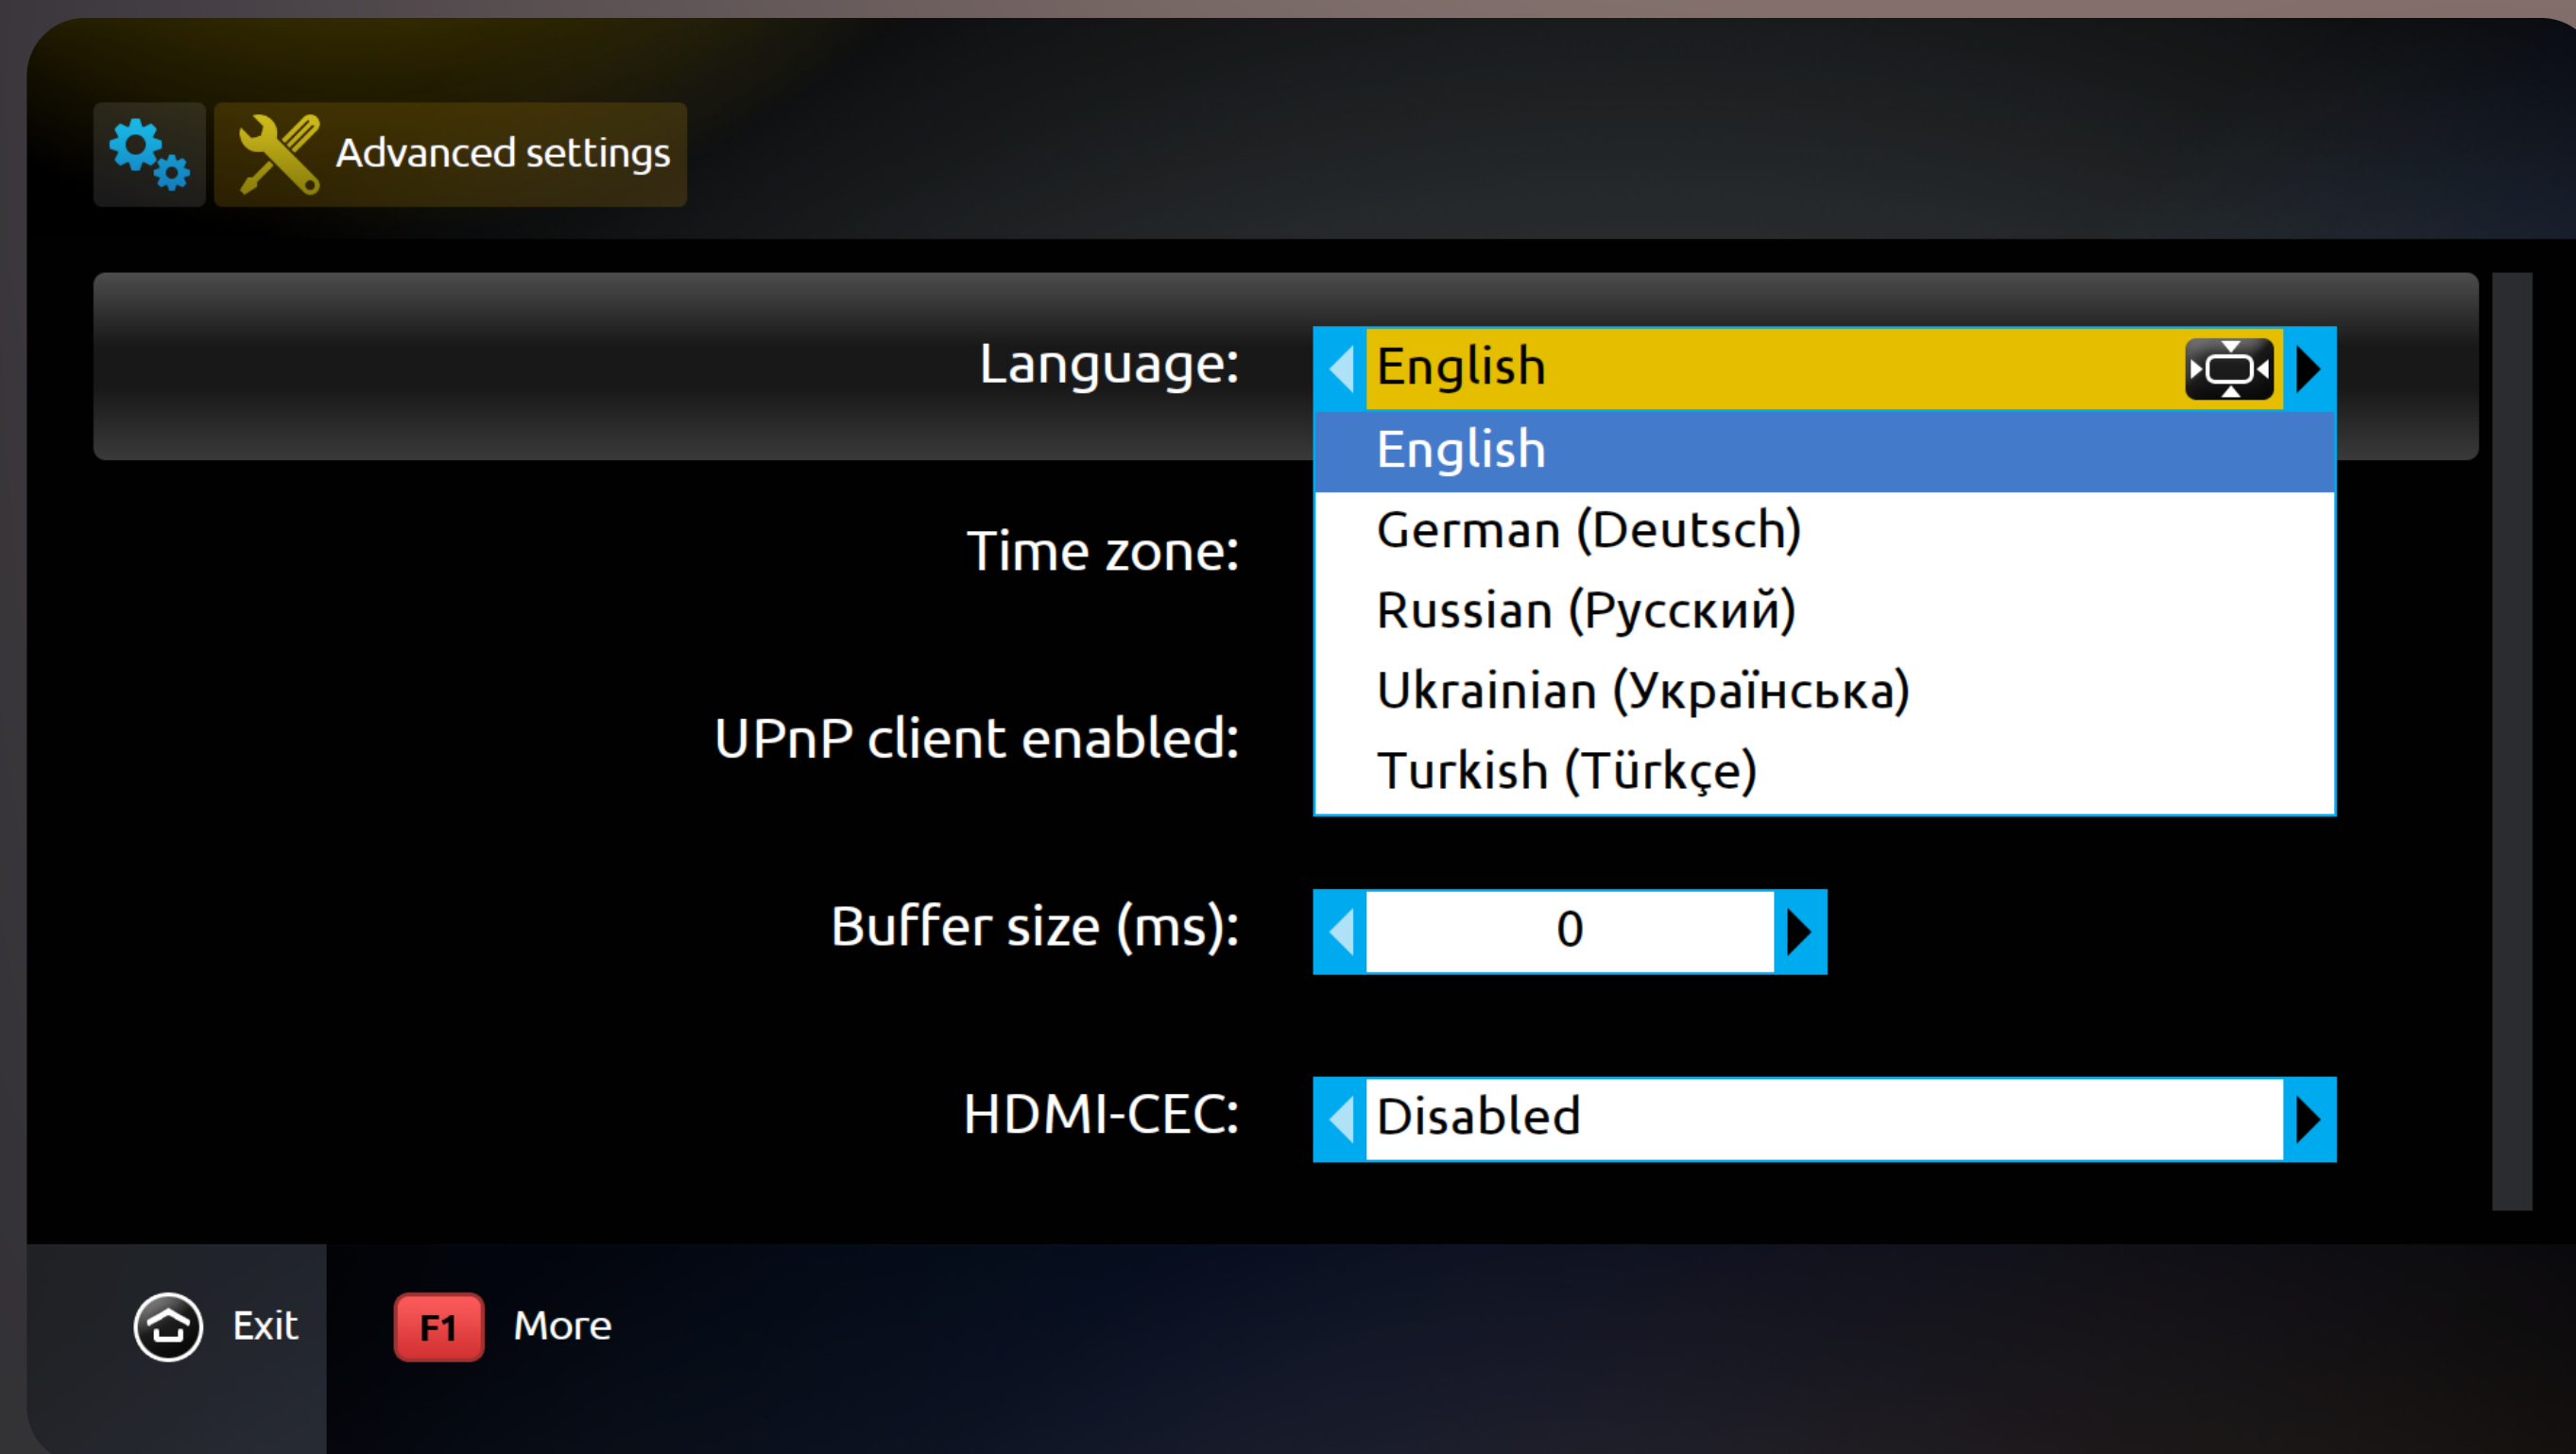 Advanced settings
Language:
English
English
German (Deutsch)
Russian (Русский)
Ukrainian (Українська)
Turkish (Türkçe)
Time zone:
UPnP client enabled:
Buffer size (ms):
0
HDMI-CEC:
Disabled
Exit
F1
More